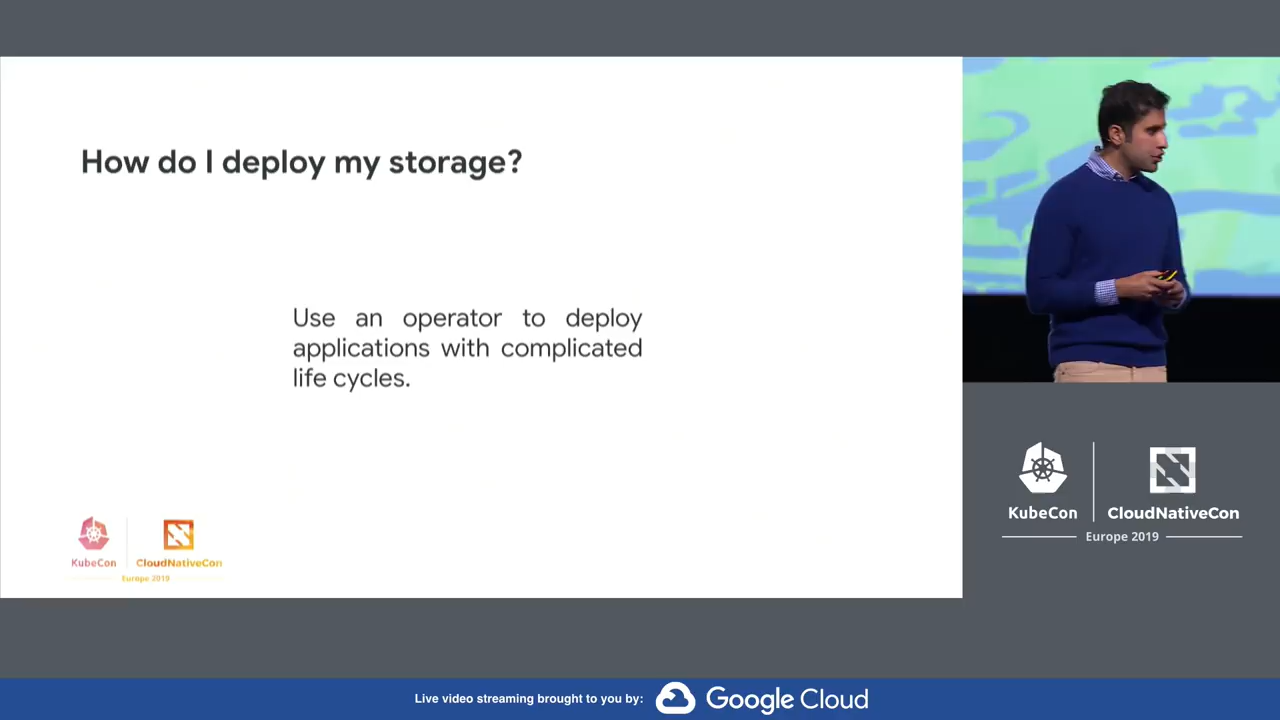 How do I deploy my storage?
Use an operator to deploy
applications with complicated
life cycles.
KubeCon
CloudNativeCon
Europe 2019
KubeCon
CloudNativeCon
Europe 2019
Live video streaming brought to you by:
Google Cloud